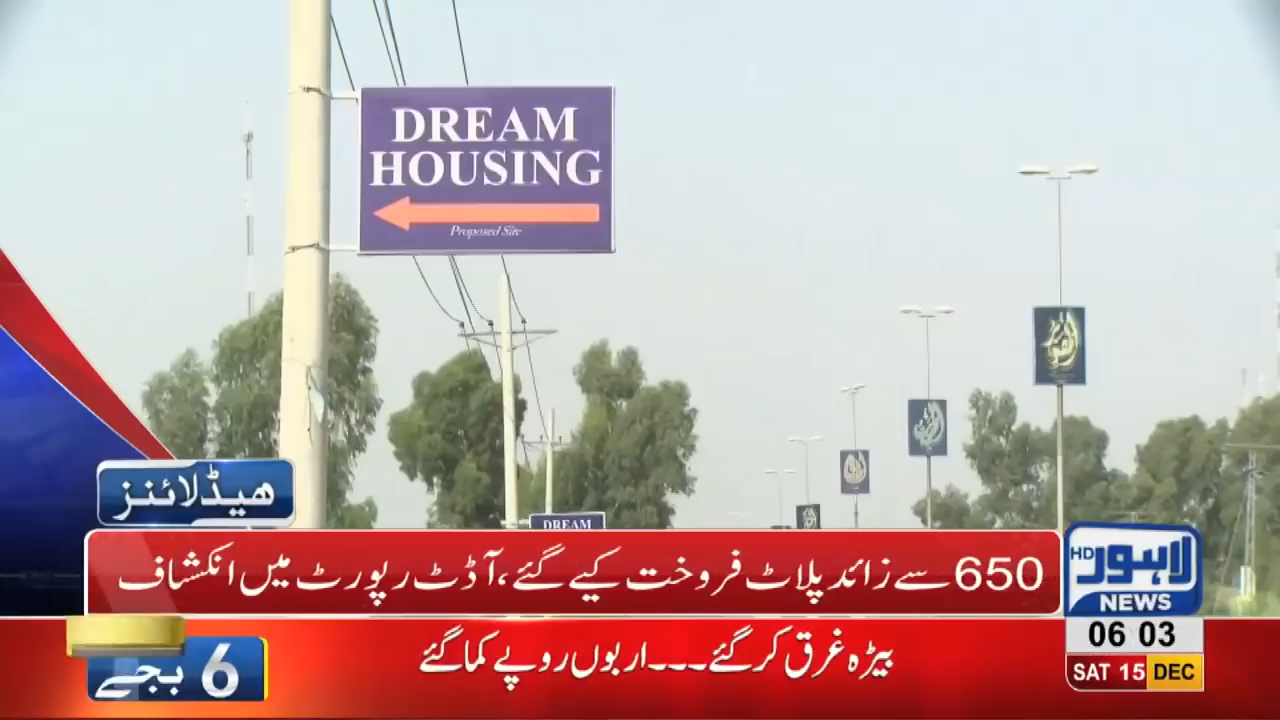 DREAM
HOUSING
Proposed Site
DREAM
ھیڈلائنز
650 سے زائد پلاٹ فروخت کیے گئے، آڈٹ رپورٹ میں انکشاف
بیڑہ غرق کر گئے۔۔۔اربوں روپے کما گئے
6 بجے
لاہور
HD
NEWS
06 03
SAT 15 DEC